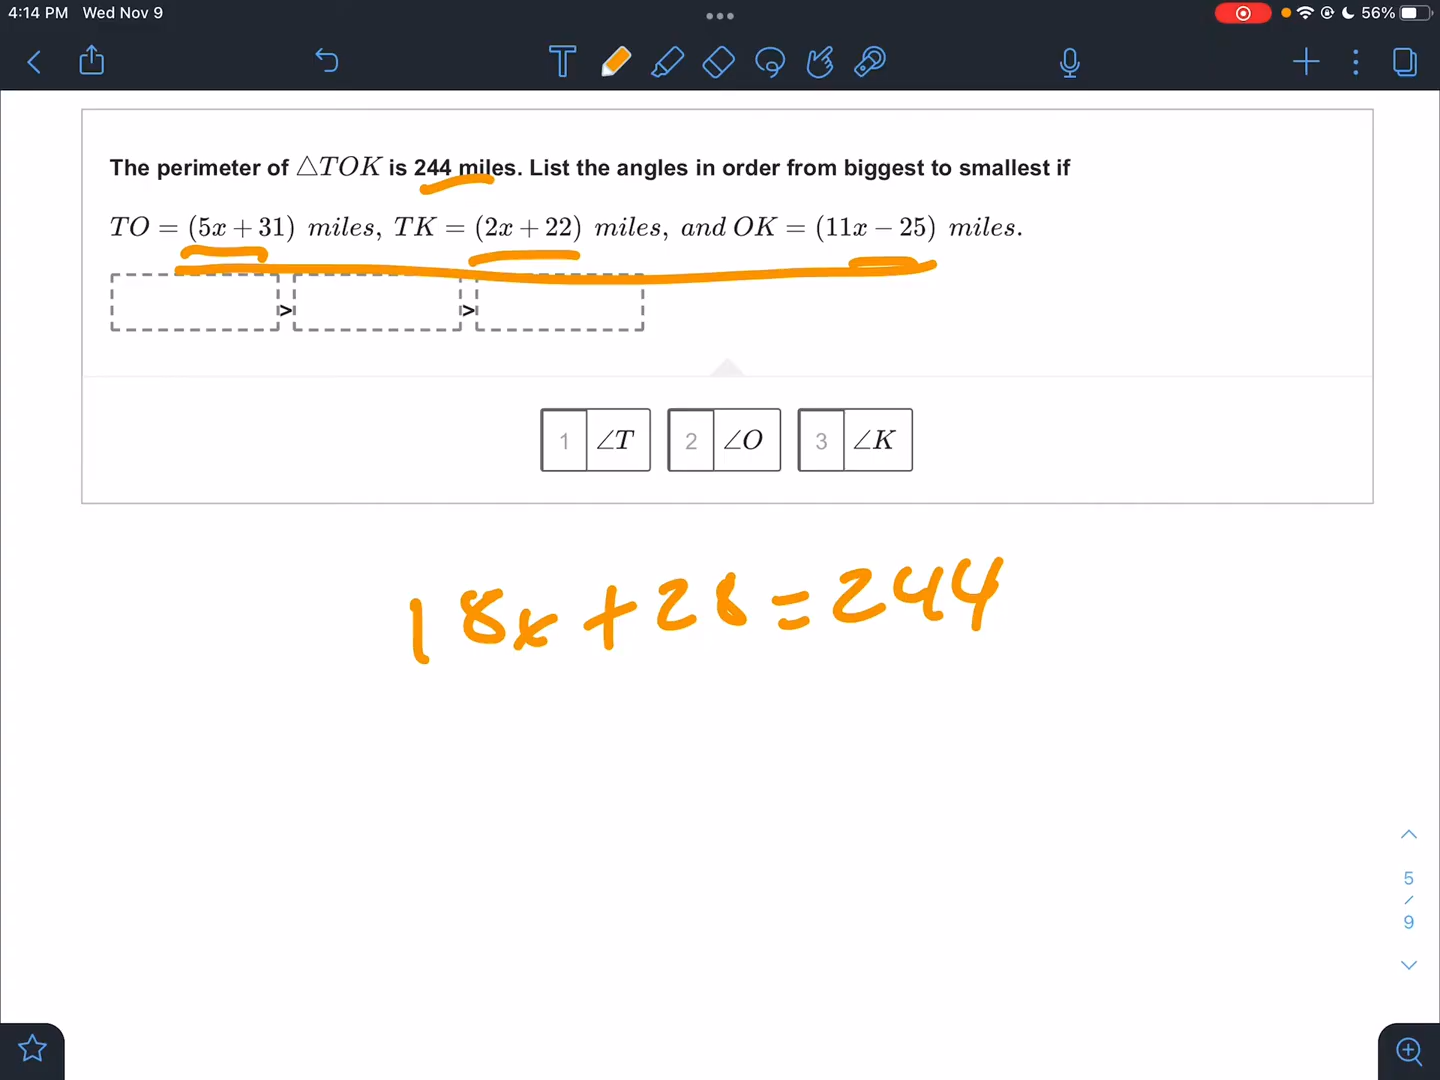 4:14 PM Wed Nov 9
56%
The perimeter of △TOK is 244 miles. List the angles in order from biggest to smallest if
TO = (5x + 31) miles, TK = (2x + 22) miles, and OK = (11x − 25) miles.
> >
1 ∠T 2 ∠O 3 ∠K
18x + 28 = 244
5
/
9